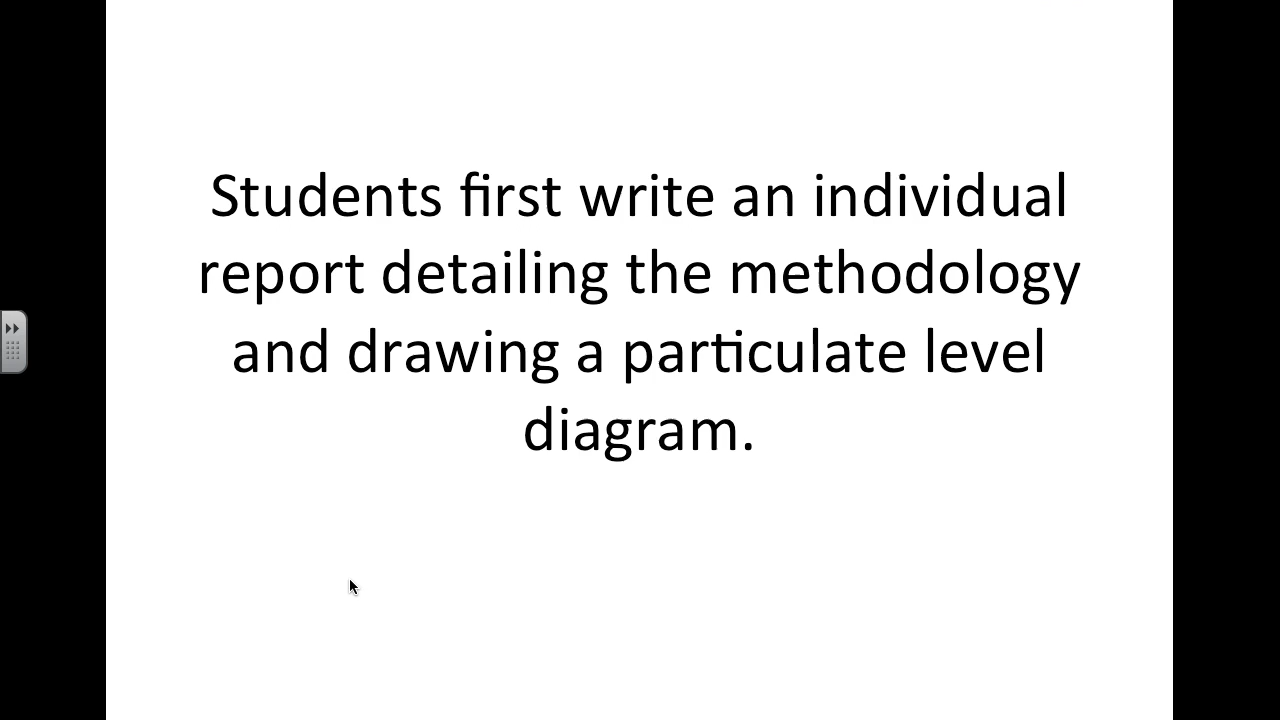 Students first write an individual
report detailing the methodology
and drawing a particulate level
diagram.